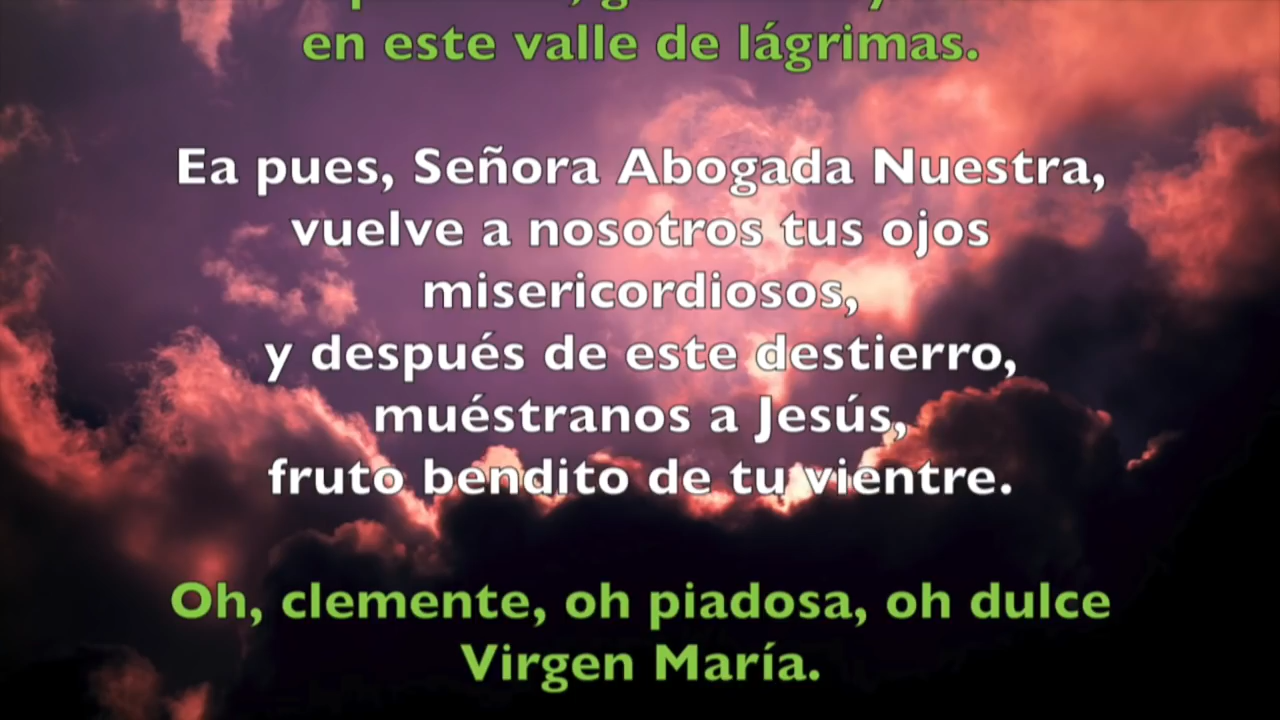 en este valle de lágrimas.
Ea pues, Señora Abogada Nuestra,
vuelve a nosotros tus ojos
misericordiosos,
y después de este destierro,
muéstranos a Jesús,
fruto bendito de tu vientre.
Oh, clemente, oh piadosa, oh dulce
Virgen María.